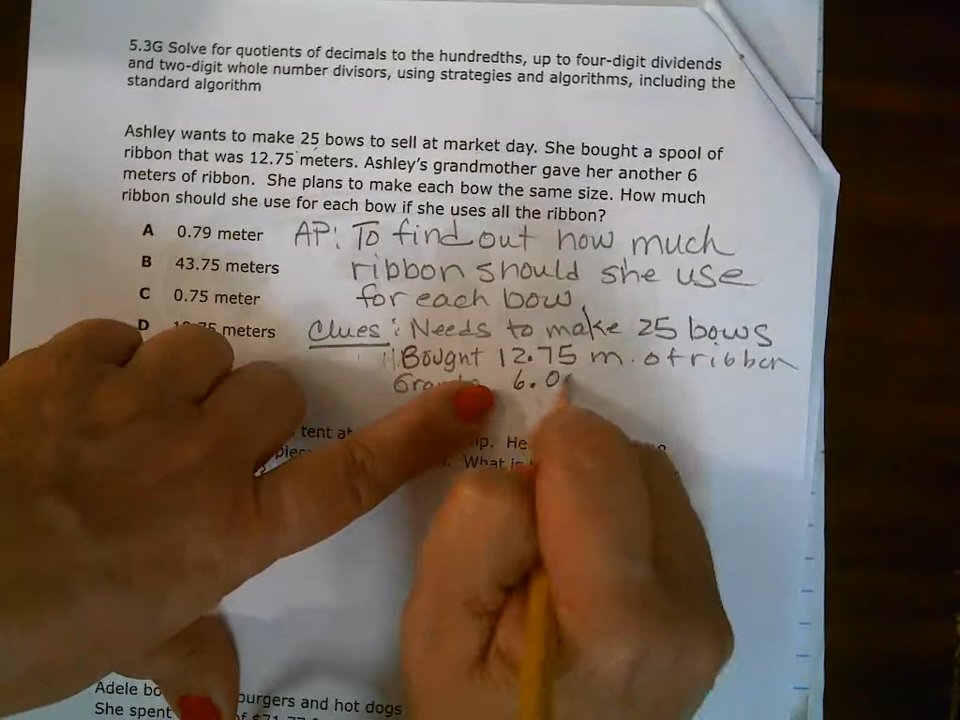 5.3G Solve for quotients of decimals to the hundredths, up to four-digit dividends
and two-digit whole number divisors, using strategies and algorithms, including the
standard algorithm
Ashley wants to make 25 bows to sell at market day. She bought a spool of
ribbon that was 12.75 meters. Ashley's grandmother gave her another 6
meters of ribbon. She plans to make each bow the same size. How much
ribbon should she use for each bow if she uses all the ribbon?
A 0.79 meter
B 43.75 meters
C 0.75 meter
D meters
AP: To find out how much
ribbon should she use
for each bow.
Clues: Needs to make 25 bows
Bought 12.75 m. of ribbon
6.0
tent at
He
What is
Adele
burgers and hot dogs
She spent